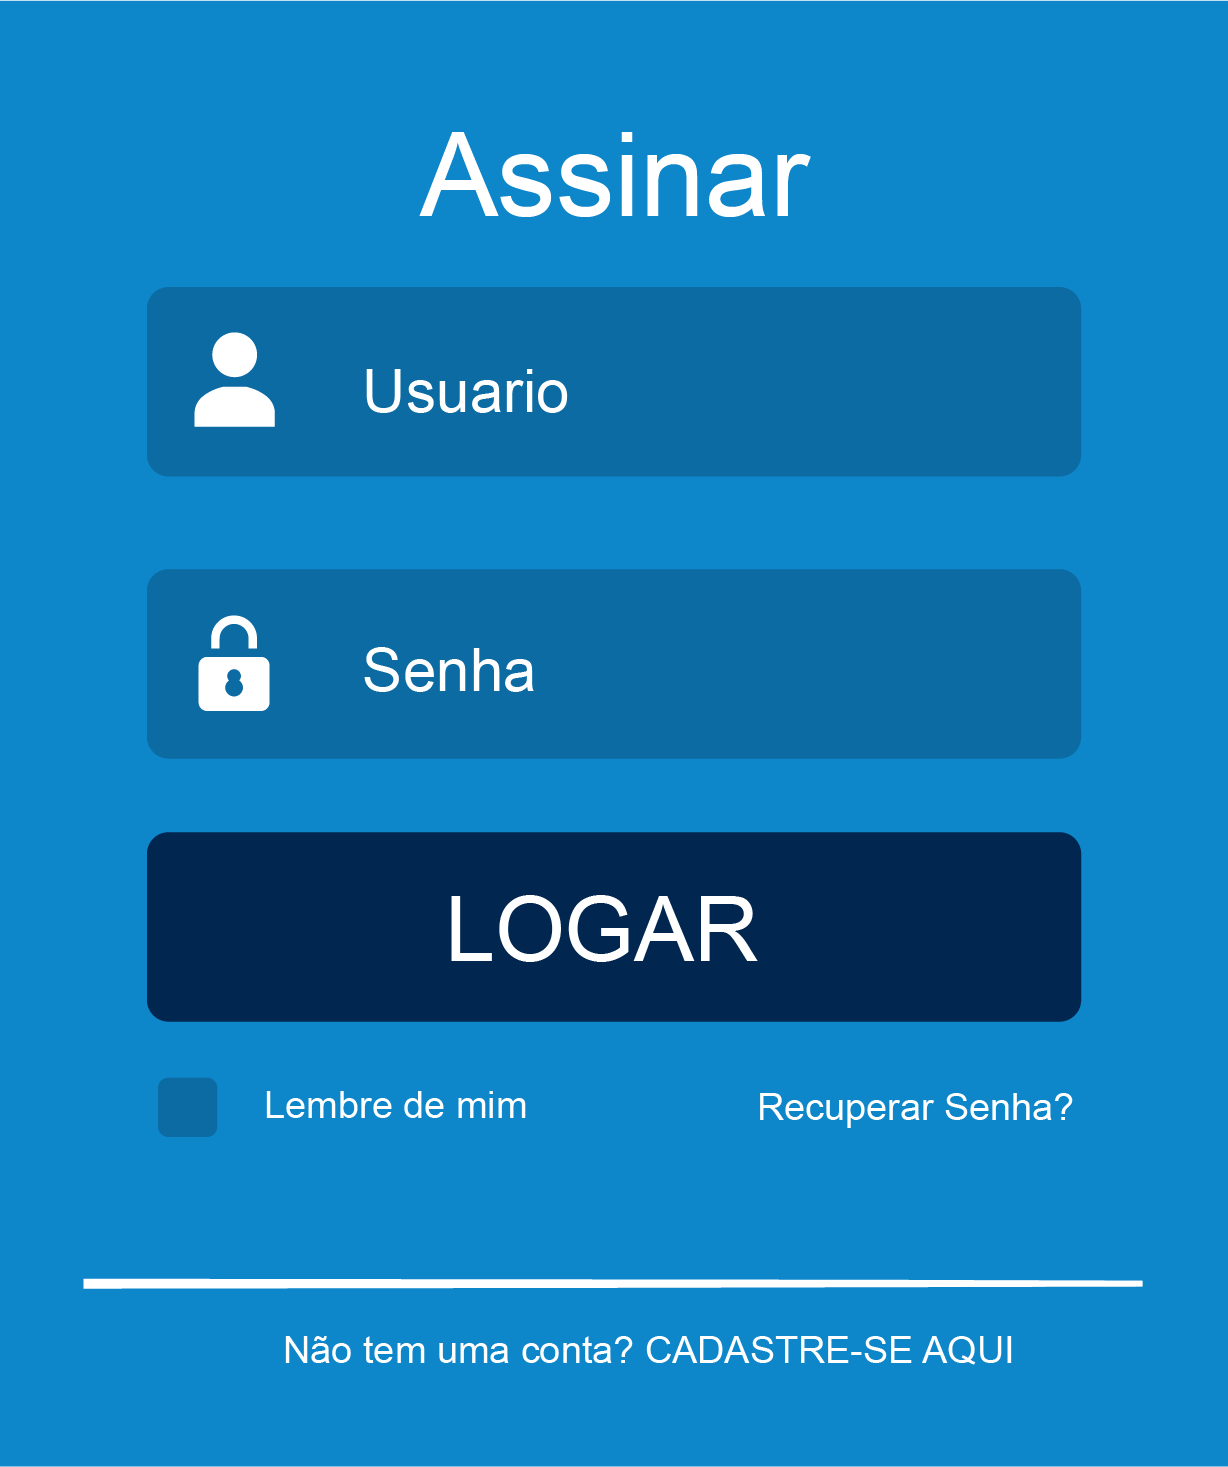 Assinar
Usuario
Senha
LOGAR
Lembre de mim
Recuperar Senha?
Não tem uma conta? CADASTRE-SE AQUI